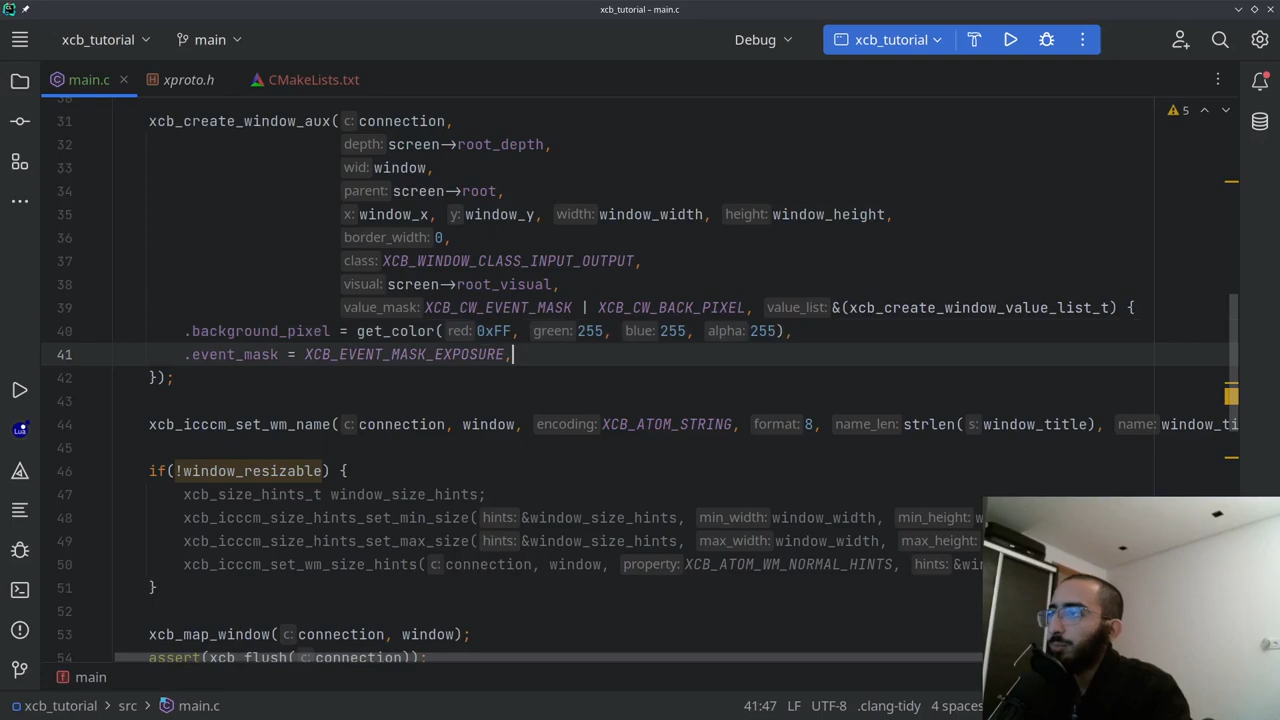 xcb_tutorial – main.c
xcb_tutorial
main
Debug
xcb_tutorial
main.c
xproto.h
CMakeLists.txt
5
30
31 xcb_create_window_aux( c: connection,
32 depth: screen→root_depth,
33 wid: window,
34 parent: screen→root,
35 x: window_x, y: window_y, width: window_width, height: window_height,
36 border_width: 0,
37 class: XCB_WINDOW_CLASS_INPUT_OUTPUT,
38 visual: screen→root_visual,
39 value_mask: XCB_CW_EVENT_MASK | XCB_CW_BACK_PIXEL, value_list: &(xcb_create_window_value_list_t) {
40 .background_pixel = get_color( red: 0xFF, green: 255, blue: 255, alpha: 255),
41 .event_mask = XCB_EVENT_MASK_EXPOSURE,
42 });
43
44 xcb_icccm_set_wm_name( c: connection, window, encoding: XCB_ATOM_STRING, format: 8, name_len: strlen( s: window_title), name: window_ti
45
46 if(!window_resizable) {
47 xcb_size_hints_t window_size_hints;
48 xcb_icccm_size_hints_set_min_size( hints: &window_size_hints, min_width: window_width, min_height: w
49 xcb_icccm_size_hints_set_max_size( hints: &window_size_hints, max_width: window_width, max_height:
50 xcb_icccm_set_wm_size_hints( c: connection, window, property: XCB_ATOM_WM_NORMAL_HINTS, hints: &wi
51 }
52
53 xcb_map_window( c: connection, window);
54 assert(xcb_flush( c: connection));
main
Lua
xcb_tutorial > src > main.c
41:47 LF UTF-8 .clang-tidy 4 spaces